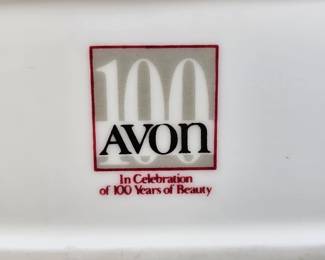 100
AVON
In Celebration
of 100 Years of Beauty